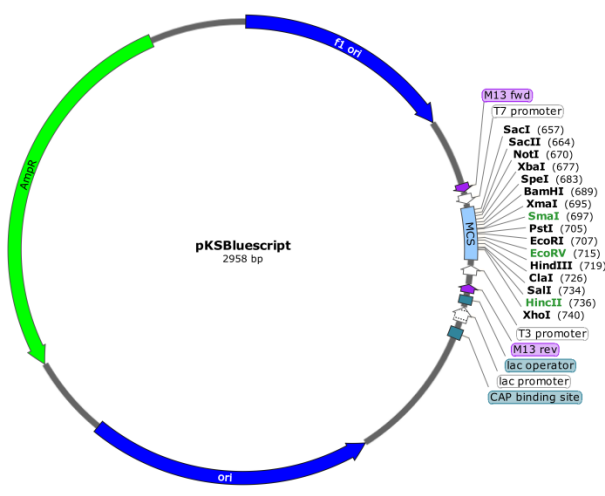 f1 ori
M13 fwd
T7 promoter
SacI (657)
SacII (664)
NotI (670)
XbaI (677)
SpeI (683)
BamHI (689)
XmaI (695)
SmaI (697)
PstI (705)
EcoRI (707)
EcoRV (715)
HindIII (719)
ClaI (726)
SalI (734)
HincII (736)
XhoI (740)
T3 promoter
M13 rev
lac operator
lac promoter
CAP binding site
MCS
AmpR
pKSBluescript
2958 bp
ori